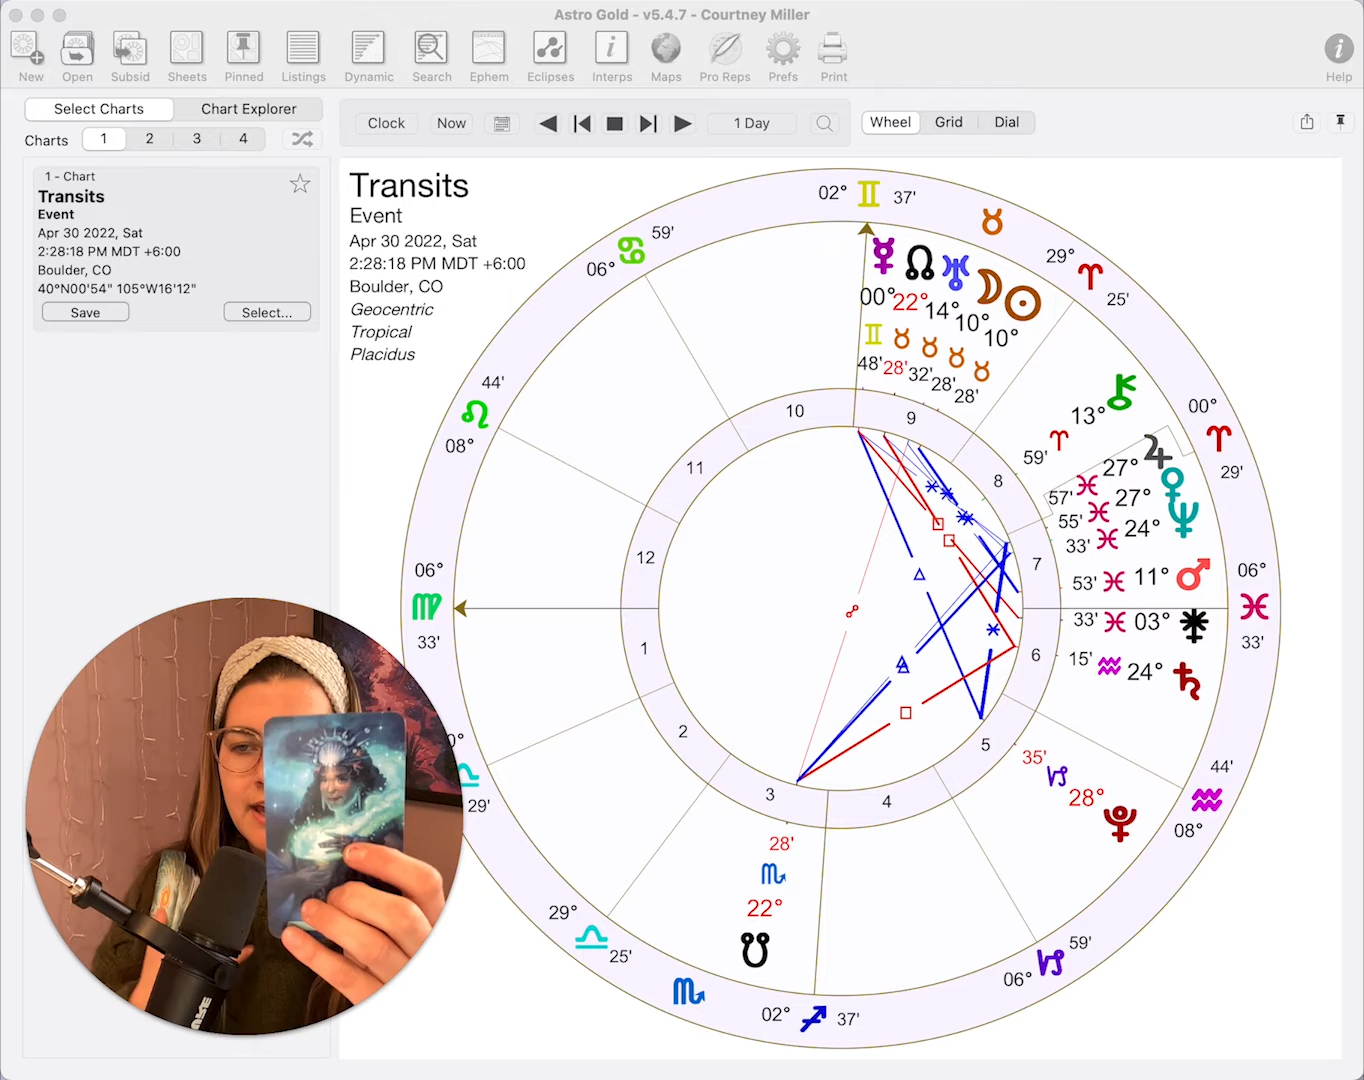 Astro Gold - v5.4.7 - Courtney Miller
New Open Subsid Sheets Pinned Listings Dynamic Search Ephem Eclipses Interps Maps Pro Reps Prefs Print Help
Select Charts Chart Explorer
Charts 1 2 3 4
Clock Now 1 Day Wheel Grid Dial
1 - Chart
Transits
Event
Apr 30 2022, Sat
2:28:18 PM MDT +6:00
Boulder, CO
40°N00'54" 105°W16'12"
Save Select...
Transits
Event
Apr 30 2022, Sat
2:28:18 PM MDT +6:00
Boulder, CO
Geocentric
Tropical
Placidus
02° ♊ 37'
♉
29° ♈ 25'
06° ♋ 59'
☿ ☊ ♅ ☽ ☉
00° 22° 14° 10° 10°
♊ ♉ ♉ ♉ ♉
48' 28' 32' 28' 28'
44' ♌ 08°
13° ⚷
59' ♈
00° ♈ 29'
57' ♓ 27° ♃
55' ♓ 27° ♀
33' ♓ 24° ♆
53' ♓ 11° ♂
33' ♓ 03° ⚵
15' ♒ 24° ♄
06° ♍ 33'
06° ♓ 33'
10
9
11
8
12
7
1
6
2
5
3
4
0° ♎ 29'
35' ♑ 28° ♇
44' ♒ 08°
28' ♏ 22° ☋
29° ♎ 25'
♏
02° ♐ 37'
06° ♑ 59'